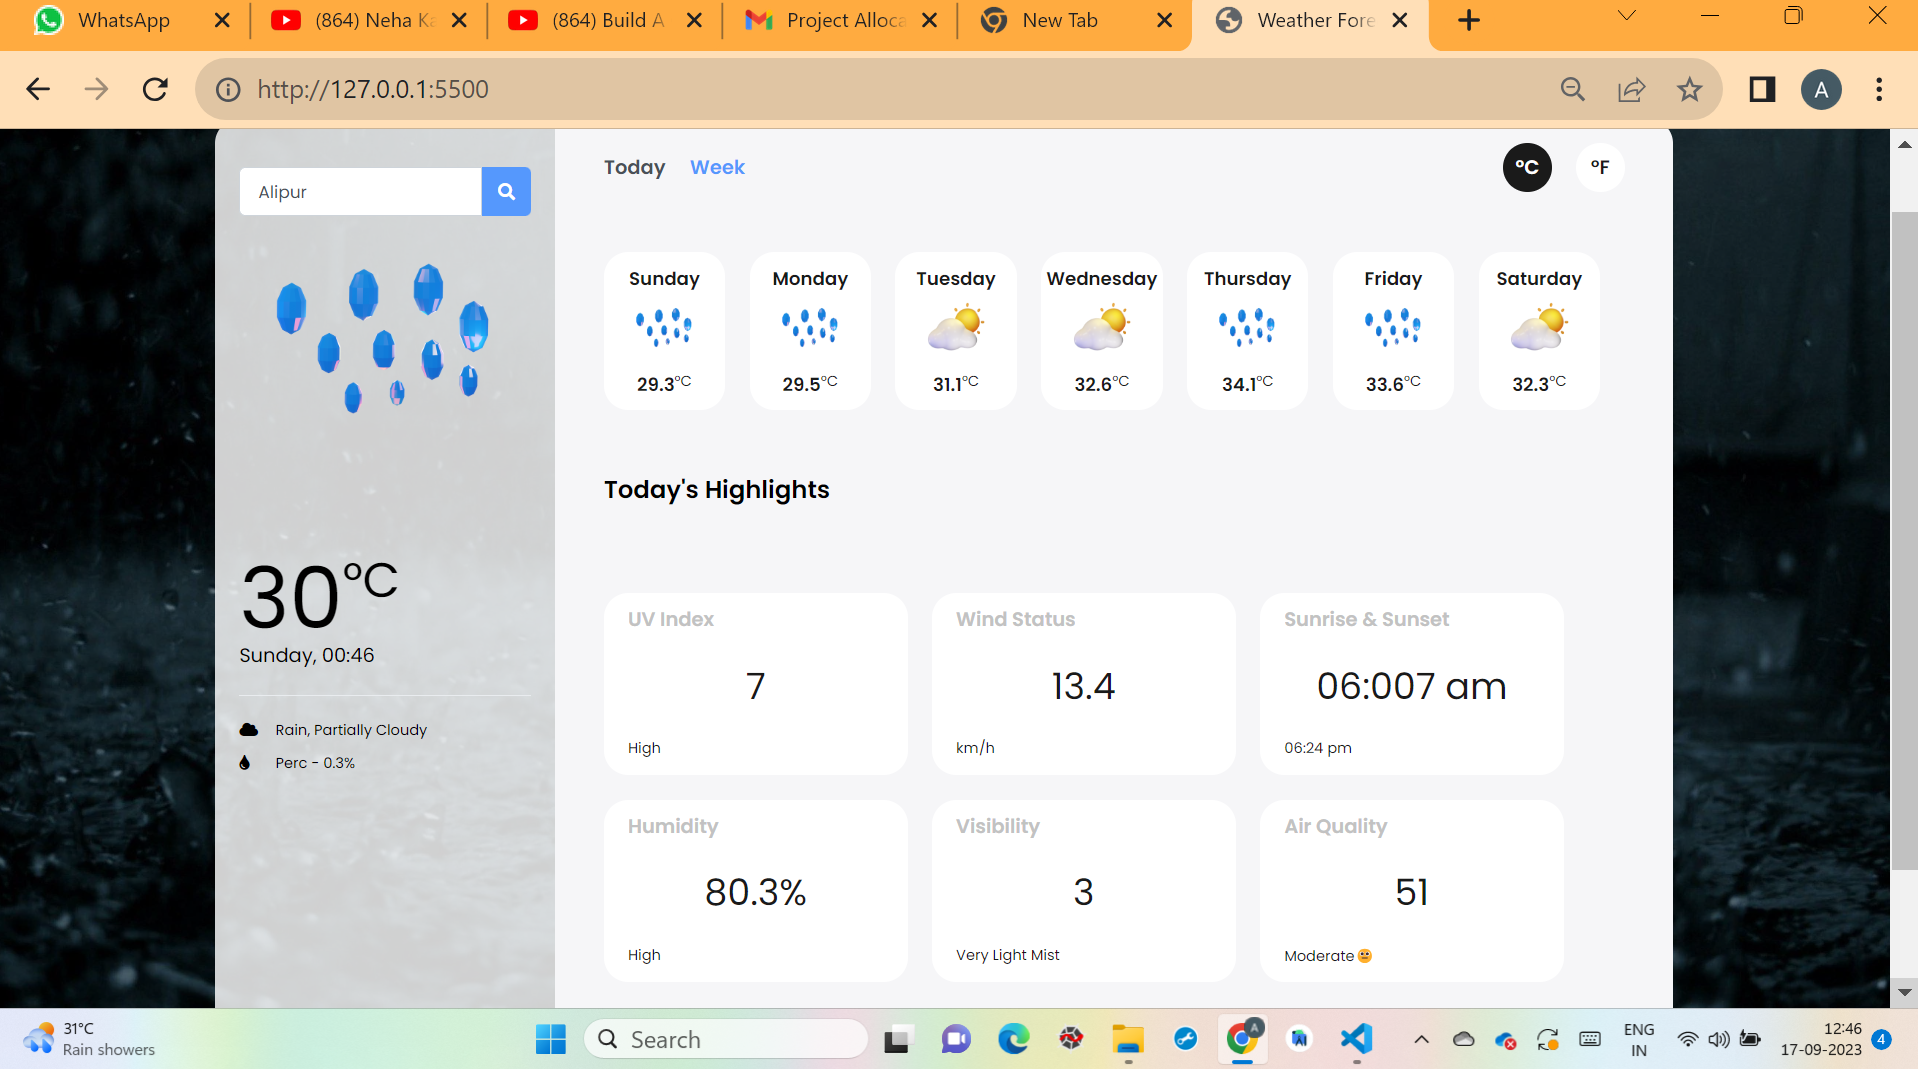 WhatsApp (864) Neha Ka (864) Build A Project Alloca New Tab Weather Fore
http://127.0.0.1:5500 A
Alipur
Today Week °C °F
Sunday Monday Tuesday Wednesday Thursday Friday Saturday
29.3°C 29.5°C 31.1°C 32.6°C 34.1°C 33.6°C 32.3°C
Today's Highlights
30°C
Sunday, 00:46
Rain, Partially Cloudy
Perc - 0.3%
UV Index Wind Status Sunrise & Sunset
7 13.4 06:007 am
High km/h 06:24 pm
Humidity Visibility Air Quality
80.3% 3 51
High Very Light Mist Moderate😐
31°C
Rain showers
Search
A
ENG
IN
12:46
17-09-2023
4